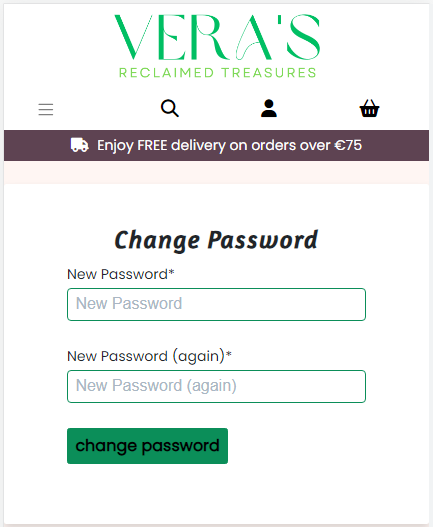 VERA'S
RECLAIMED TREASURES
Enjoy FREE delivery on orders over €75
Change Password
New Password*
New Password
New Password (again)*
New Password (again)
change password